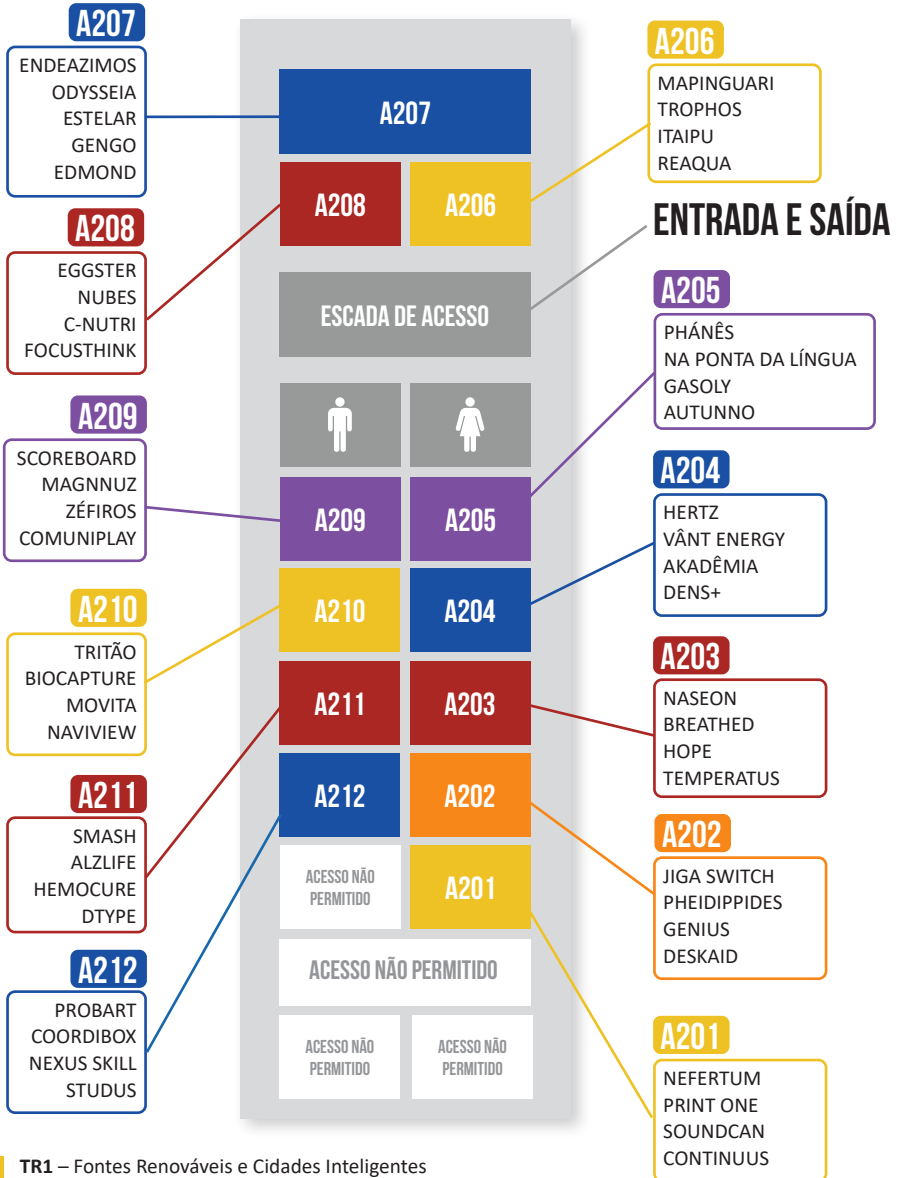 A207
ENDEAZIMOS
ODYSSEIA
ESTELAR
GENGO
EDMOND
A208
EGGSTER
NUBES
C-NUTRI
FOCUSTHINK
A209
SCOREBOARD
MAGNNUZ
ZÉFIROS
COMUNIPLAY
A210
TRITÃO
BIOCAPTURE
MOVITA
NAVIVIEW
A211
SMASH
ALZLIFE
HEMOCURE
DTYPE
A212
PROBART
COORDIBOX
NEXUS SKILL
STUDUS
A207
A208 A206
ESCADA DE ACESSO
A209 A205
A210 A204
A211 A203
A212 A202
ACESSO NÃO
PERMITIDO
A201
ACESSO NÃO PERMITIDO
ACESSO NÃO
PERMITIDO
ACESSO NÃO
PERMITIDO
A206
MAPINGUARI
TROPHOS
ITAIPU
REAQUA
ENTRADA E SAÍDA
A205
PHÁNÊS
NA PONTA DA LÍNGUA
GASOLY
AUTUNNO
A204
HERTZ
VÂNT ENERGY
AKADÊMIA
DENS+
A203
NASEON
BREATHED
HOPE
TEMPERATUS
A202
JIGA SWITCH
PHEIDIPPIDES
GENIUS
DESKAID
A201
NEFERTUM
PRINT ONE
SOUNDCAN
CONTINUUS
TR1 – Fontes Renováveis e Cidades Inteligentes